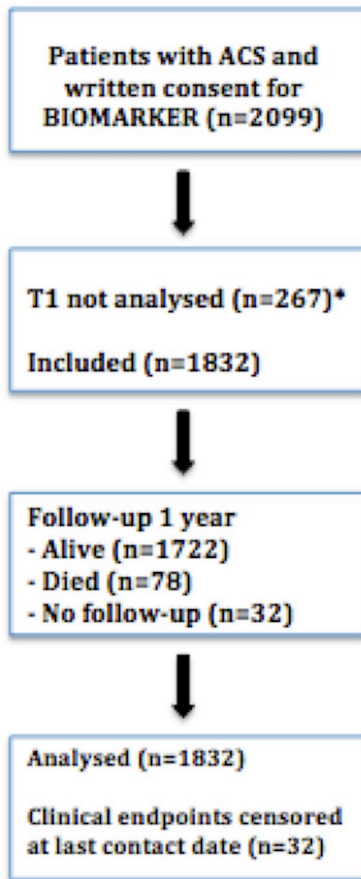 Patients with ACS and
written consent for
BIOMARKER (n=2099)
T1 not analysed (n=267)*
Included (n=1832)
Follow-up 1 year
- Alive (n=1722)
- Died (n=78)
- No follow-up (n=32)
Analysed (n=1832)
Clinical endpoints censored
at last contact date (n=32)